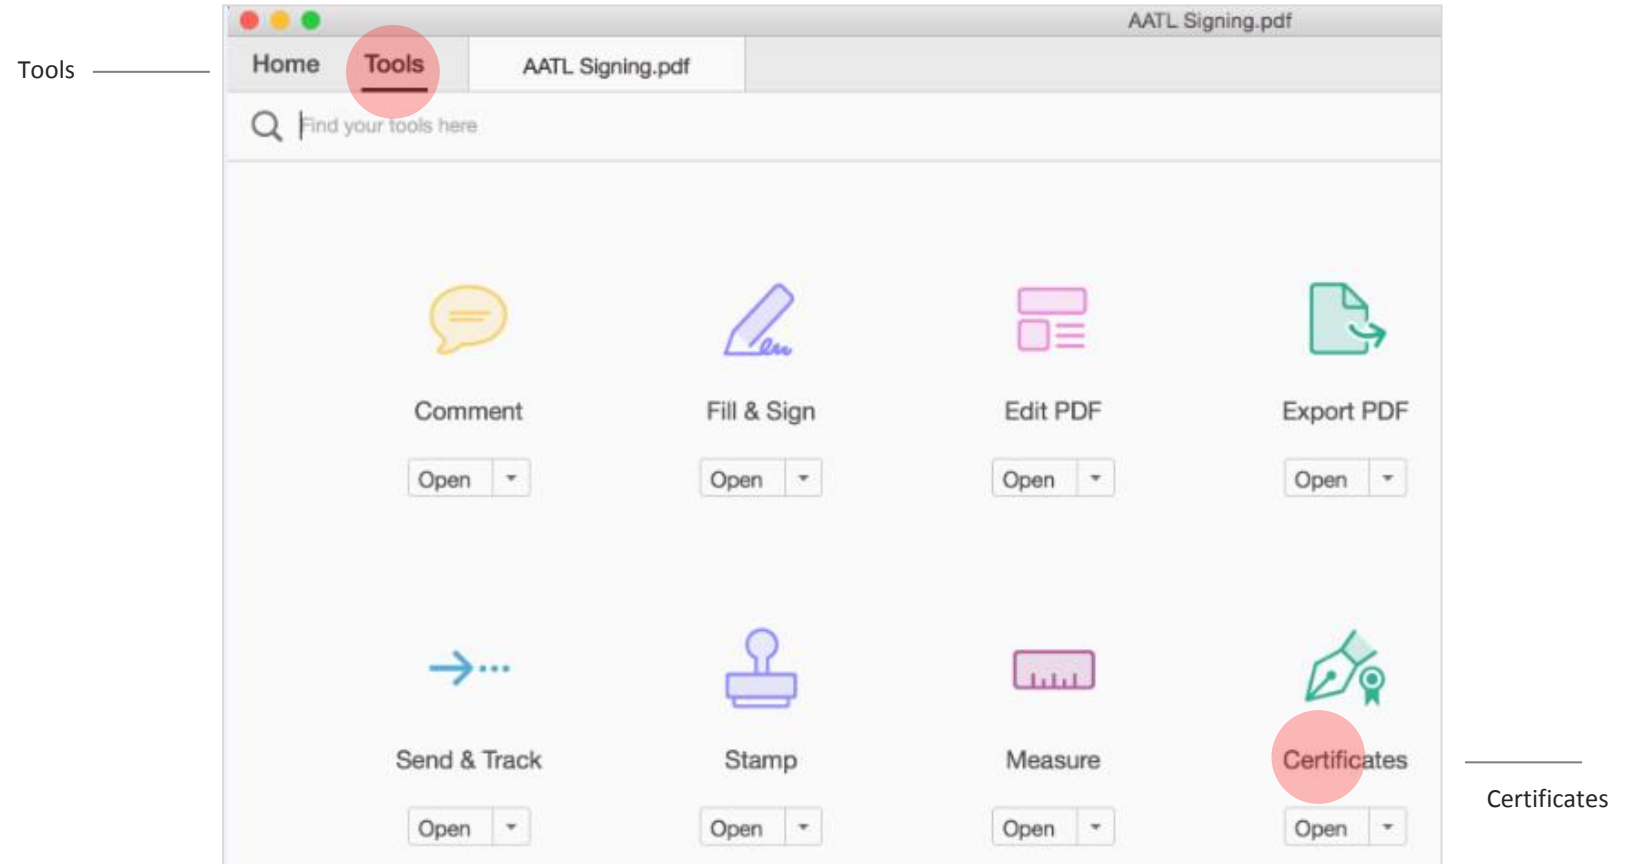 AATL Signing.pdf
Tools
Home Tools AATL Signing.pdf
Find your tools here
Comment Fill & Sign Edit PDF Export PDF
Open Open Open Open
Send & Track Stamp Measure Certificates
Certificates
Open Open Open Open